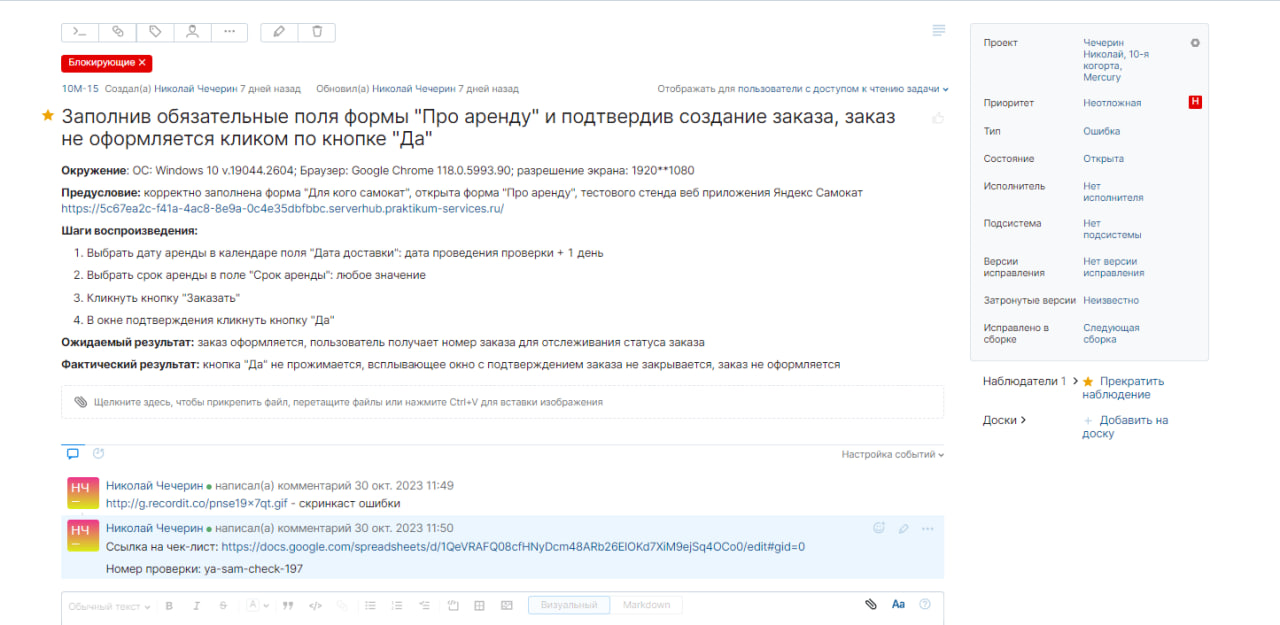 Блокирующие ×
10M-15 Создал(а) Николай Чечерин 7 дней назад Обновил(а) Николай Чечерин 7 дней назад Отображать для пользователи с доступом к чтению задачи
Заполнив обязательные поля формы "Про аренду" и подтвердив создание заказа, заказ
не оформляется кликом по кнопке "Да"
Окружение: ОС: Windows 10 v.19044.2604; Браузер: Google Chrome 118.0.5993.90; разрешение экрана: 1920**1080
Предусловие: корректно заполнена форма "Для кого самокат", открыта форма "Про аренду", тестового стенда веб приложения Яндекс Самокат
https://5c67ea2c-f41a-4ac8-8e9a-0c4e35dbfbbc.serverhub.praktikum-services.ru/
Шаги воспроизведения:
1. Выбрать дату аренды в календаре поля "Дата доставки": дата проведения проверки + 1 день
2. Выбрать срок аренды в поле "Срок аренды": любое значение
3. Кликнуть кнопку "Заказать"
4. В окне подтверждения кликнуть кнопку "Да"
Ожидаемый результат: заказ оформляется, пользователь получает номер заказа для отслеживания статуса заказа
Фактический результат: кнопка "Да" не прожимается, всплывающее окно с подтверждением заказа не закрывается, заказ не оформляется
Щелкните здесь, чтобы прикрепить файл, перетащите файлы или нажмите Ctrl+V для вставки изображения
Настройка событий
НЧ
Николай Чечерин написал(а) комментарий 30 окт. 2023 11:49
http://g.recordit.co/pnse19x7qt.gif - скринкаст ошибки
НЧ
Николай Чечерин написал(а) комментарий 30 окт. 2023 11:50
Ссылка на чек-лист: https://docs.google.com/spreadsheets/d/1QeVRAFQ08cfHNyDcm48ARb26EIOKd7XiM9ejSq4OCo0/edit#gid=0
Номер проверки: ya-sam-check-197
Обычный текст B I S A Визуальный Markdown Aa
Проект Чечерин
Николай, 10-я
когорта,
Mercury
Приоритет Неотложная Н
Тип Ошибка
Состояние Открыта
Исполнитель Нет
исполнителя
Подсистема Нет
подсистемы
Версии Нет версии
исправления исправления
Затронутые версии Неизвестно
Исправлено в Следующая
сборке сборка
Наблюдатели 1 Прекратить
наблюдение
Доски + Добавить на
доску